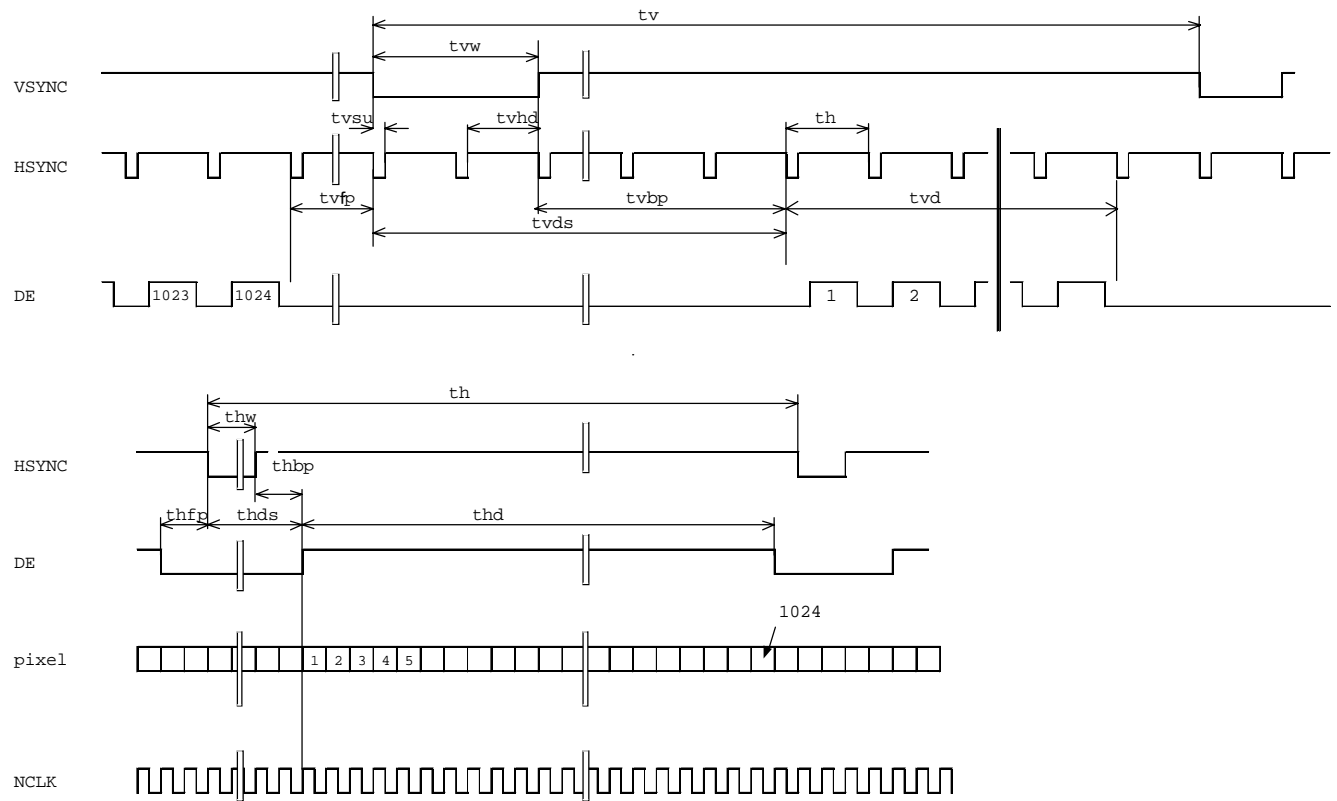 tv
tvw
VSYNC
tvsu
tvhd
th
HSYNC
tvfp
tvbp
tvd
tvds
DE
1023
1024
1
2
th
thw
HSYNC
thbp
thfp
thds
thd
DE
1024
pixel
1 2 3 4 5
NCLK